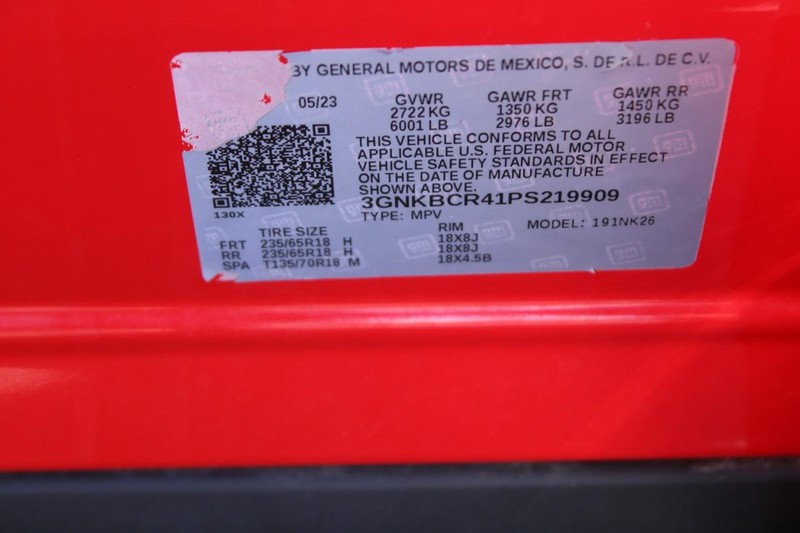 BY GENERAL MOTORS DE MEXICO, S. DE R.L. DE C.V.
05/23 GVWR GAWR FRT GAWR RR
2722 KG 1350 KG 1450 KG
6001 LB 2976 LB 3196 LB
THIS VEHICLE CONFORMS TO ALL
APPLICABLE U.S. FEDERAL MOTOR
VEHICLE SAFETY STANDARDS IN EFFECT
ON THE DATE OF MANUFACTURE
SHOWN ABOVE.
3GNKBCR41PS219909
130X TYPE: MPV MODEL: 191NK26
TIRE SIZE RIM
FRT 235/65R18 H 18X8J
RR 235/65R18 H 18X8J
SPA T135/70R18 M 18X4.5B